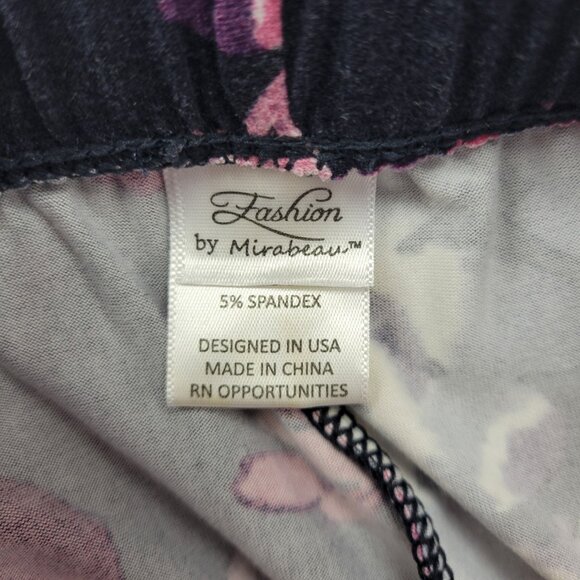 Fashion
by Mirabeau™
5% SPANDEX
DESIGNED IN USA
MADE IN CHINA
RN OPPORTUNITIES